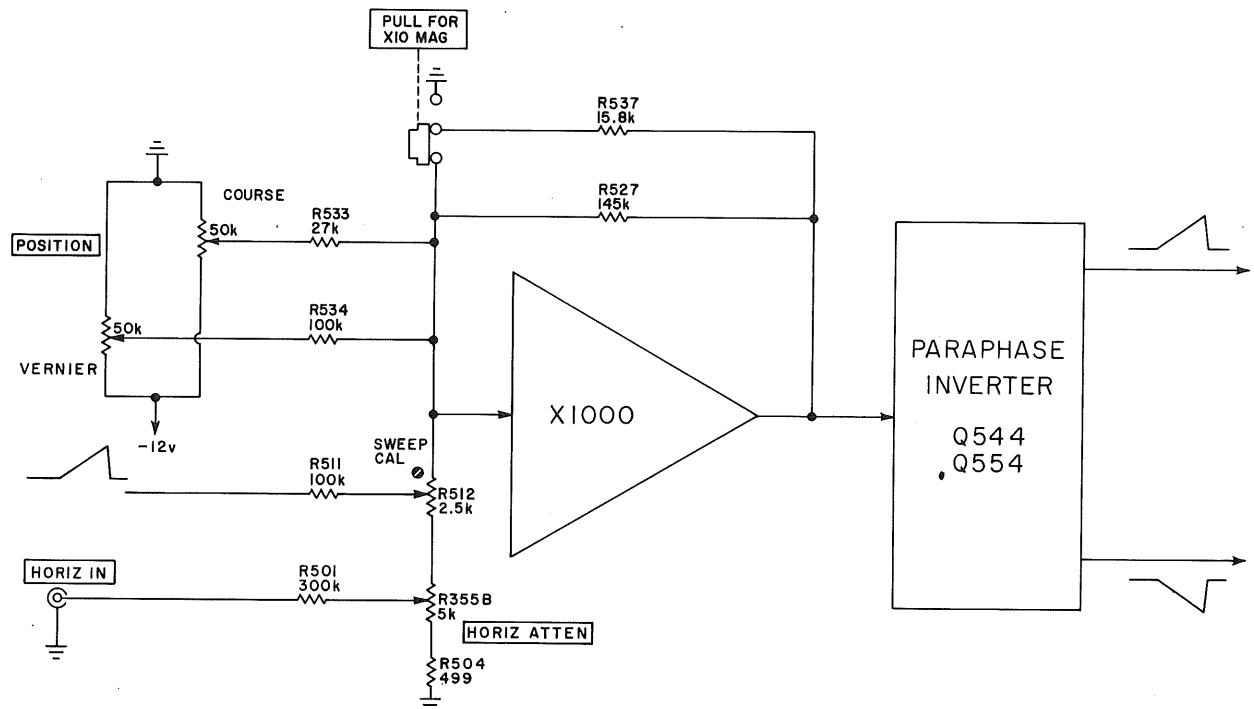 PULL FOR
X10 MAG
R537
15.8k
R527
145k
COURSE
50k
R533
27k
POSITION
50k
R534
100k
VERNIER
-12v
X1000
PARAPHASE
INVERTER
Q544
Q554
SWEEP
CAL
R511
100k
R512
2.5k
HORIZ IN
R501
300k
R355B
5k
HORIZ ATTEN
R504
499